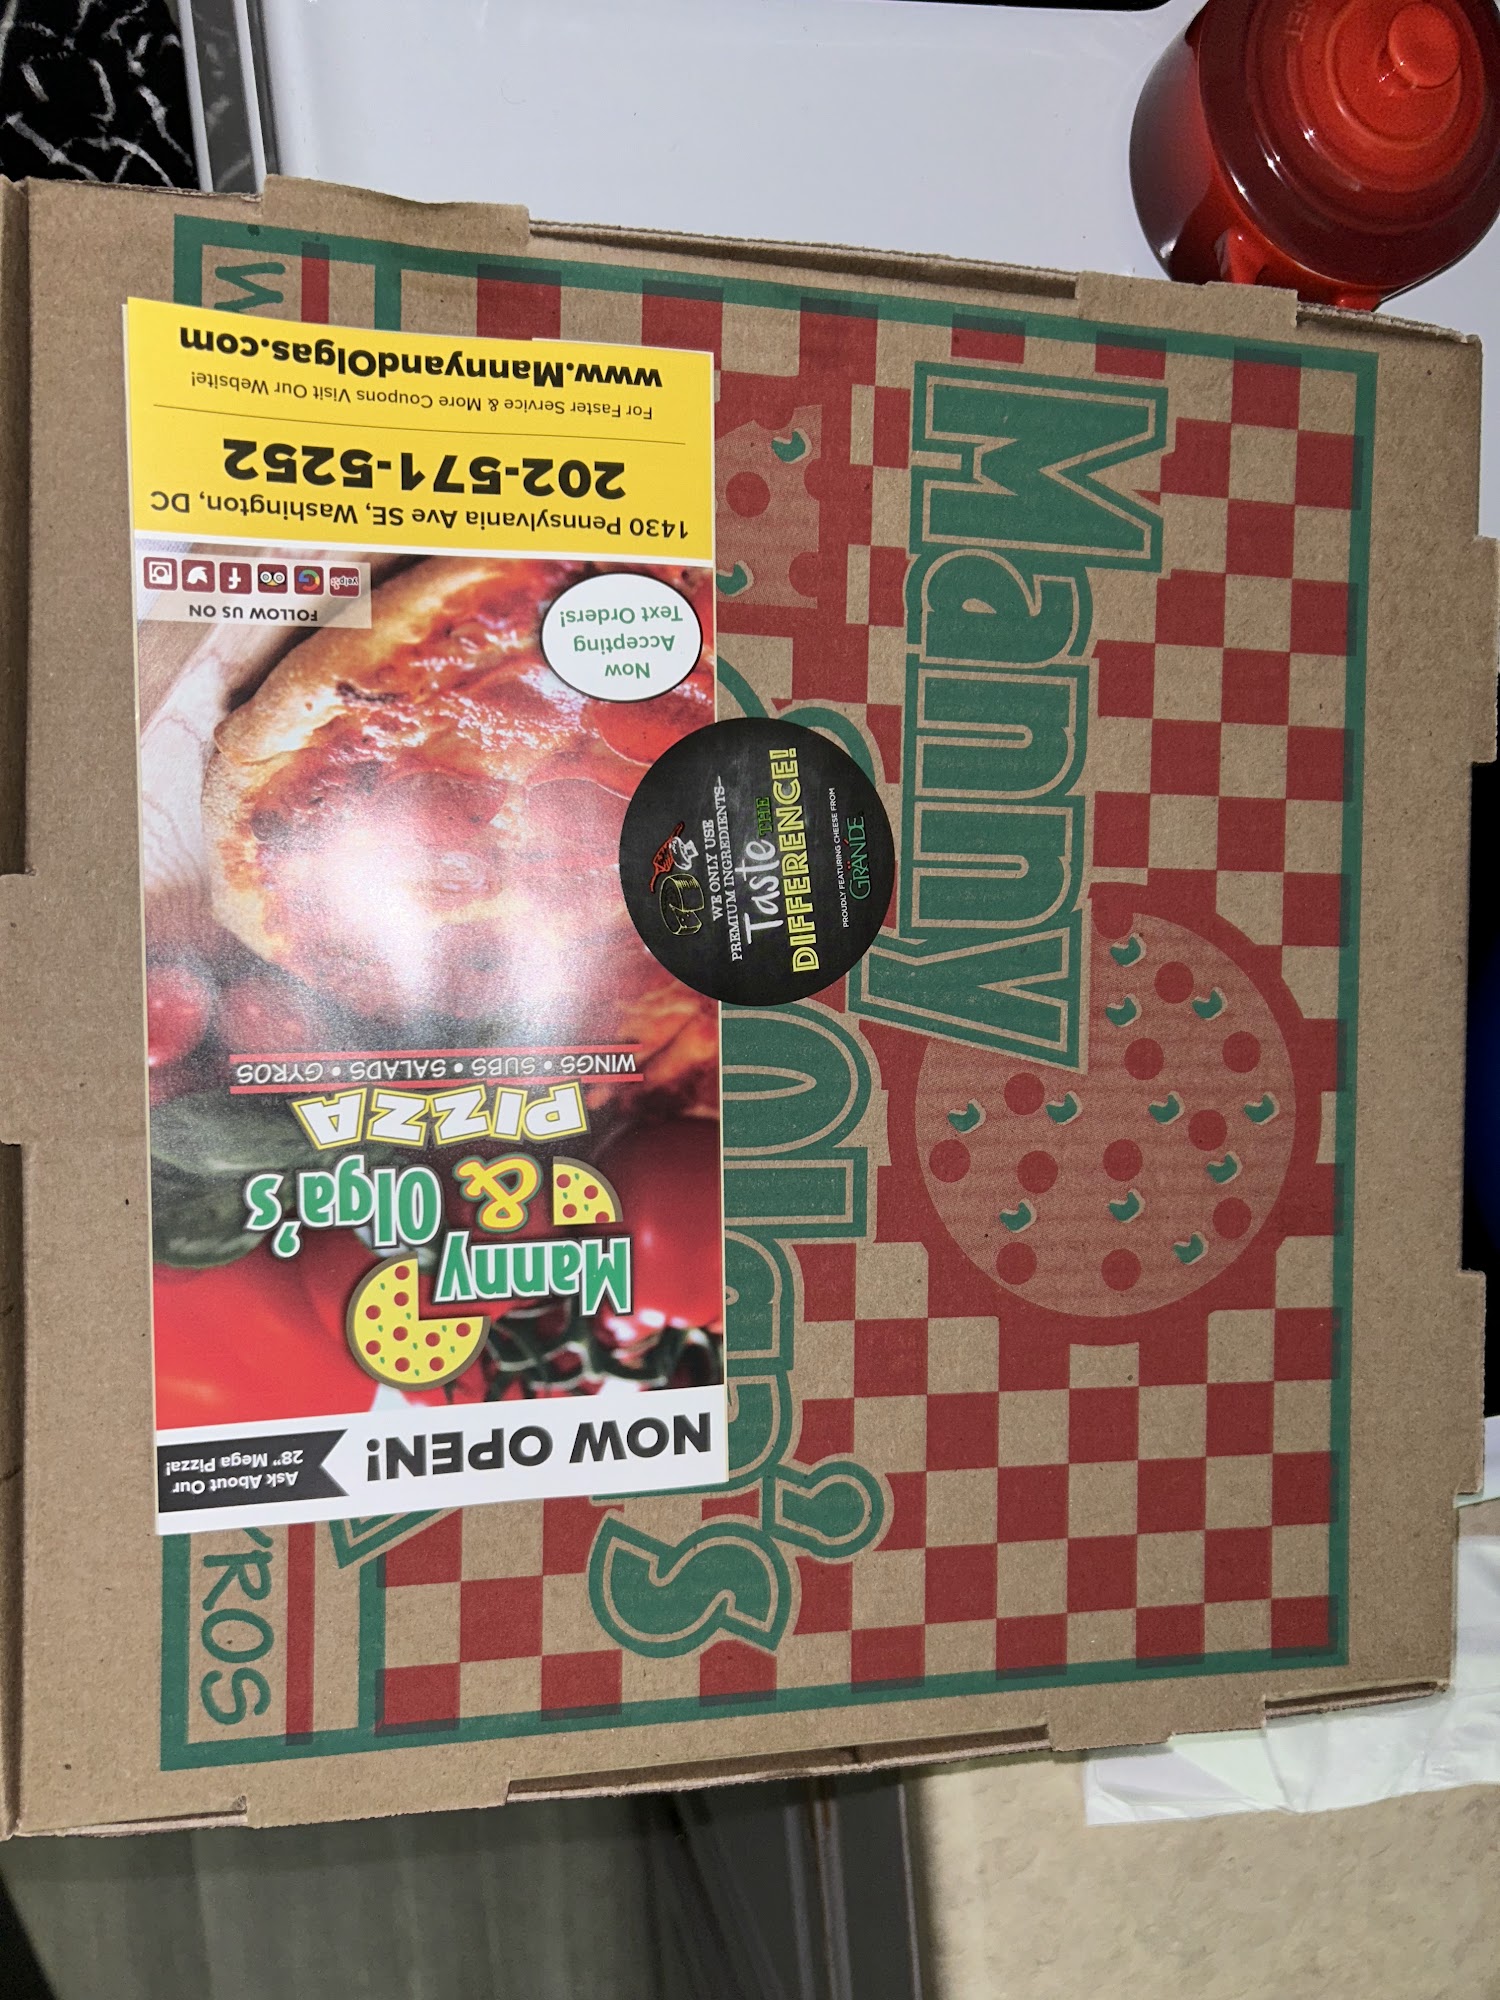 Manny
Olga's
W
YROS
NOW OPEN!
Ask About Our
28" Mega Pizza!
Manny
& Olga's
PIZZA
WINGS • SUBS • SALADS • GYROS
Now
Accepting
Text Orders!
FOLLOW US ON
yelp
G
f
1430 Pennsylvania Ave SE, Washington, DC
202-571-5252
For Faster Service & More Coupons Visit Our Website!
www.MannyandOlgas.com
WE ONLY USE
PREMIUM INGREDIENTS–
Taste THE
DIFFERENCE!
PROUDLY FEATURING CHEESE FROM
GRANDE